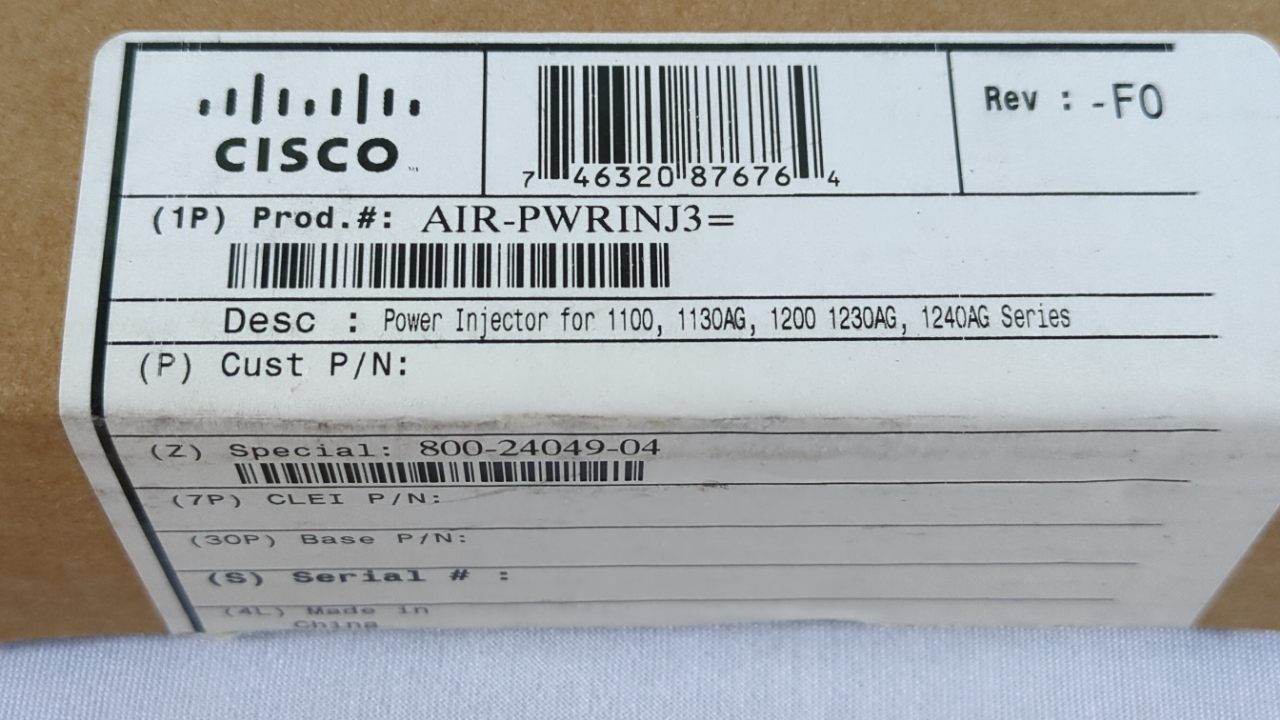 CISCO
7 46320 87676 4
Rev : -F0
(1P) Prod.#: AIR-PWRINJ3=
Desc : Power Injector for 1100, 1130AG, 1200 1230AG, 1240AG Series
(P) Cust P/N:
(Z) Special: 800-24049-04
(7P) CLEI P/N:
(30P) Base P/N:
(S) Serial # :
(4L) Made in
China